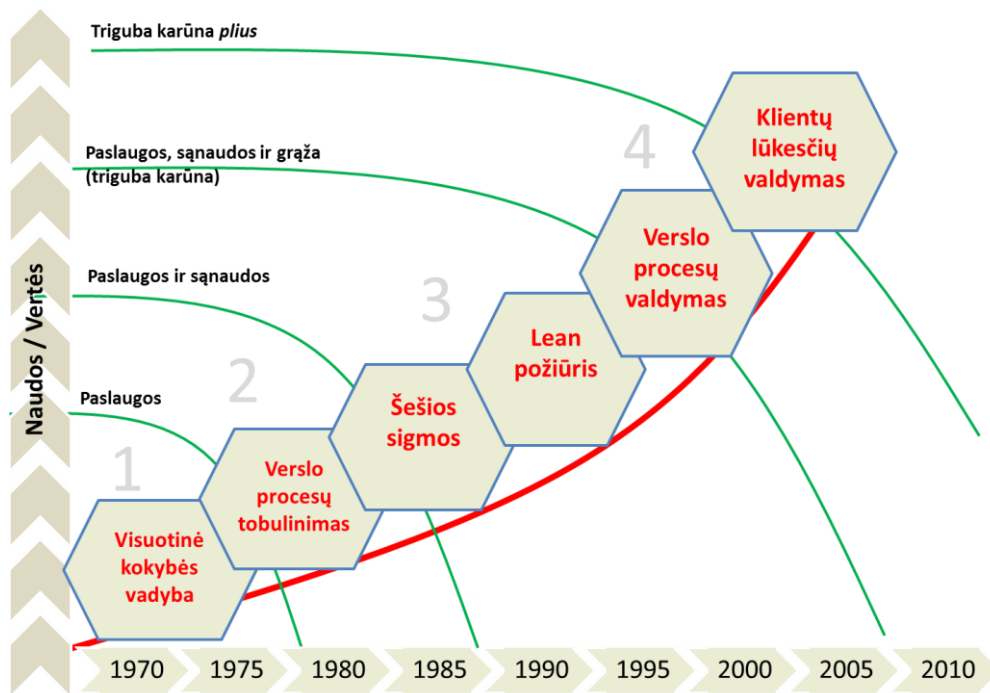 Triguba karūna plius
Paslaugos, sąnaudos ir grąža
(triguba karūna)
Paslaugos ir sąnaudos
Paslaugos
Naudos / Vertės
1
2
3
4
Visuotinė
kokybės
vadyba
Verslo
procesų
tobulinimas
Šešios
sigmos
Lean
požiūris
Verslo
procesų
valdymas
Klientų
lūkesčių
valdymas
1970 1975 1980 1985 1990 1995 2000 2005 2010